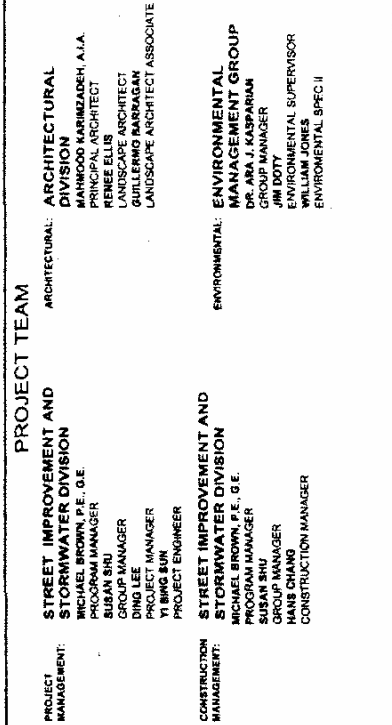 PROJECT TEAM
PROJECT
MANAGEMENT:
STREET IMPROVEMENT AND
STORMWATER DIVISION
MICHAEL BROWN, P.E., G.E.
PROGRAM MANAGER
SUSAN SHU
GROUP MANAGER
DING LEE
PROJECT MANAGER
YI BING SUN
PROJECT ENGINEER
CONSTRUCTION
MANAGEMENT:
STREET IMPROVEMENT AND
STORMWATER DIVISION
MICHAEL BROWN, P.E., G.E.
PROGRAM MANAGER
SUSAN SHU
GROUP MANAGER
HANS CHANG
CONSTRUCTION MANAGER
ARCHITECTURAL:
ARCHITECTURAL
DIVISION
MAHMOOD KARIMZADEH, A.I.A.
PRINCIPAL ARCHITECT
RENEE ELLIS
LANDSCAPE ARCHITECT
GUILLERMO BARRAGAN
LANDSCAPE ARCHITECT ASSOCIATE
ENVIRONMENTAL:
ENVIRONMENTAL
MANAGEMENT GROUP
DR. ARA J. KASPARIAN
GROUP MANAGER
JIM DOTY
ENVIRONMENTAL SUPERVISOR
WILLIAM JONES
ENVIROMENTAL SPEC II